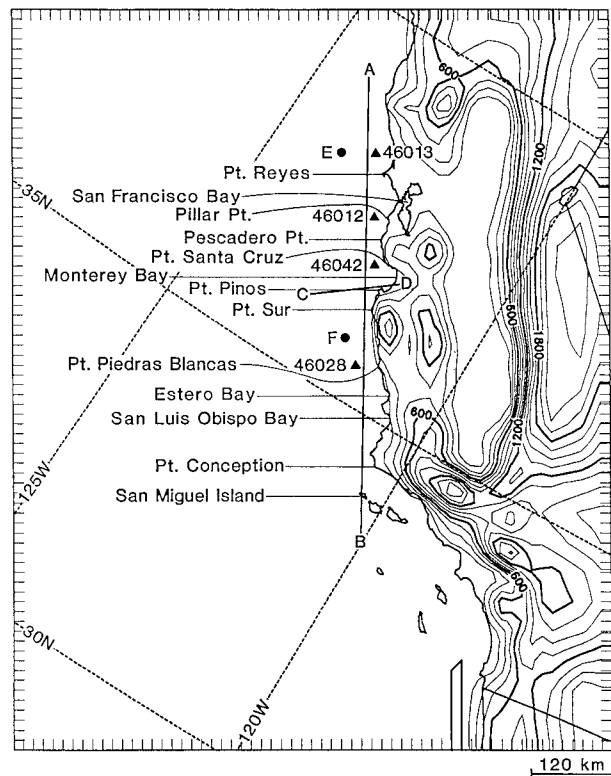 600
A
E
46013
1200
Pt. Reyes
San Francisco Bay
Pillar Pt.
46012
35N
Pescadero Pt.
Pt. Santa Cruz
46042
Monterey Bay
D
Pt. Pinos
C
Pt. Sur
600
F
1800
Pt. Piedras Blancas
46028
Estero Bay
600
San Luis Obispo Bay
1200
Pt. Conception
125W
San Miguel Island
B
600
30N
120W
120 km